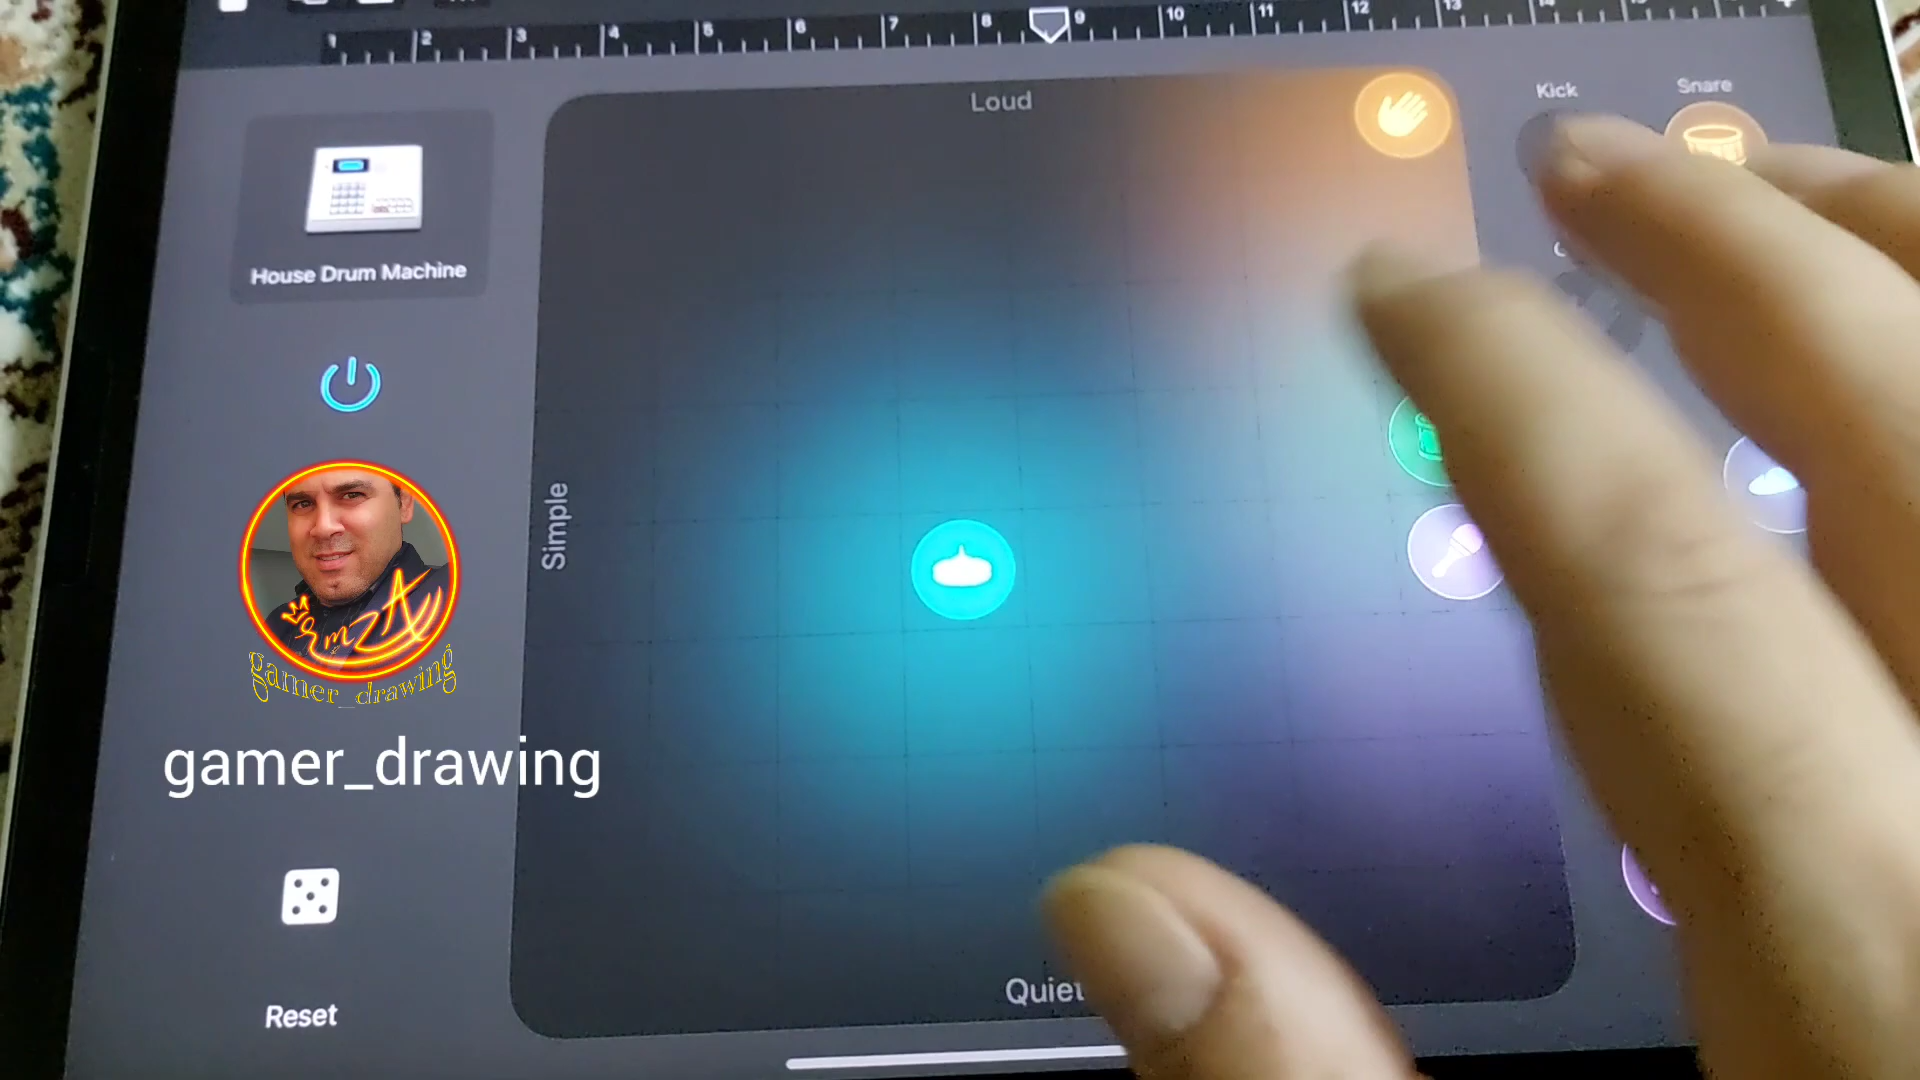 1 2 3 4 5 6 7 8 9 10 11 12 13 14
Loud
Kick
Snare
House Drum Machine
Simple
gamer_drawing
gamer_drawing
Quiet
Reset